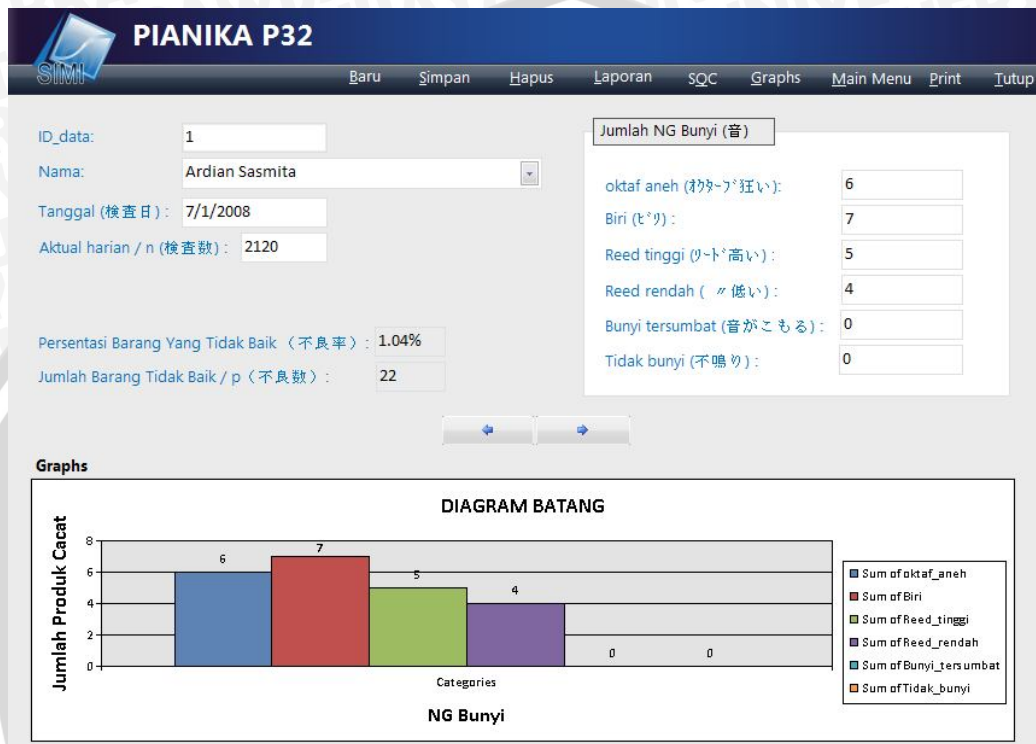 PIANIKA P32
SIMI
Baru Simpan Hapus Laporan SQC Graphs Main Menu Print Tutup
ID_data: 1
Nama: Ardian Sasmita
Tanggal (検査日) : 7/1/2008
Aktual harian / n (検査数) : 2120
Persentasi Barang Yang Tidak Baik （不良率）: 1.04%
Jumlah Barang Tidak Baik / p（不良数）: 22
Jumlah NG Bunyi (音)
oktaf aneh (ｵｸﾀｰﾌﾞ狂い): 6
Biri (ﾋﾞﾘ) : 7
Reed tinggi (ﾘｰﾄﾞ高い) : 5
Reed rendah ( 〃低い) : 4
Bunyi tersumbat (音がこもる) : 0
Tidak bunyi (不鳴り) : 0
Graphs
DIAGRAM BATANG
Jumlah Produk Cacat
8
6
4
2
0
6 7 5 4 0 0
Categories
NG Bunyi
Sum of oktaf_aneh
Sum of Biri
Sum of Reed_tinggi
Sum of Reed_rendah
Sum of Bunyi_tersumbat
Sum of Tidak_bunyi